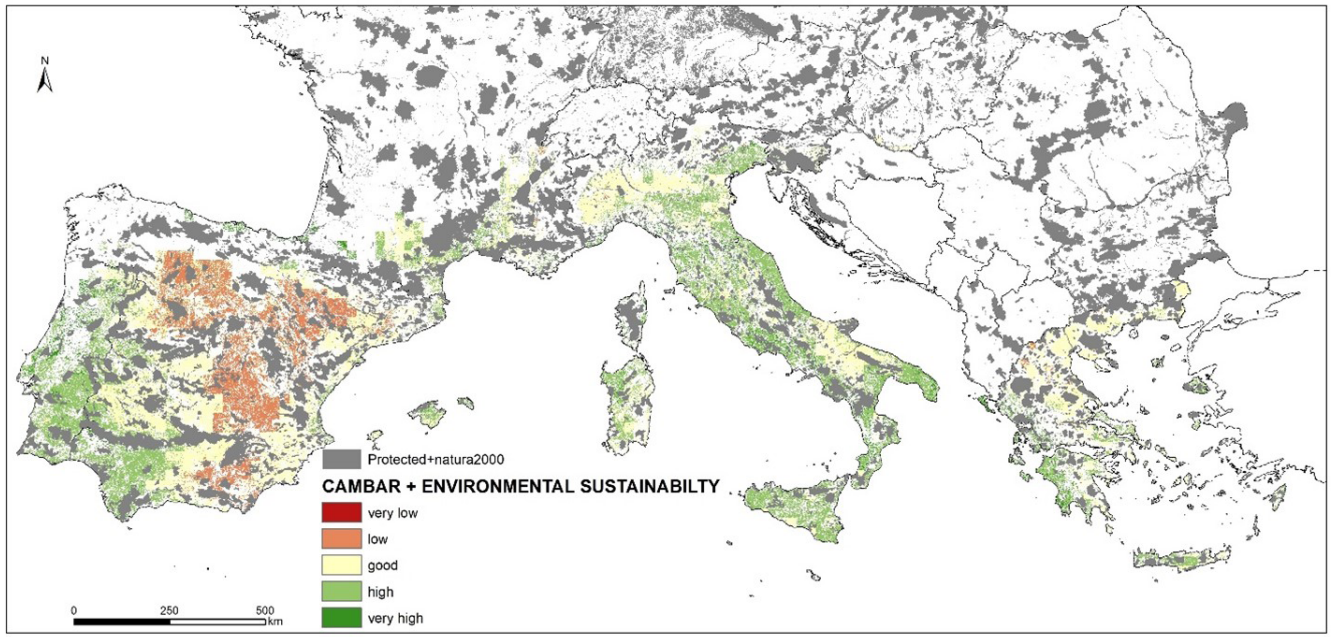 N
Protected+natura2000
CAMBAR + ENVIRONMENTAL SUSTAINABILTY
very low
low
good
high
very high
0 250 500
km